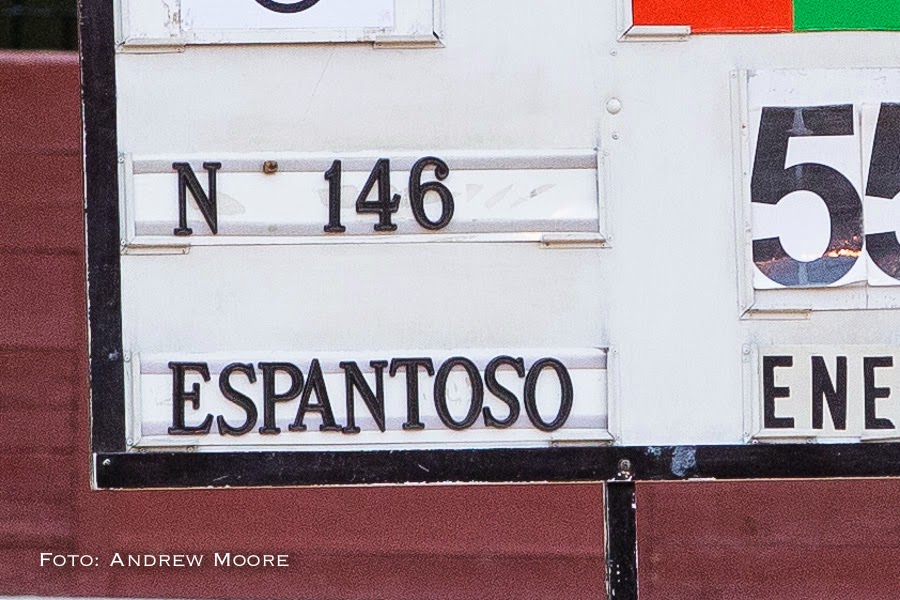 N 146
55
ESPANTOSO
ENE
FOTO: ANDREW MOORE